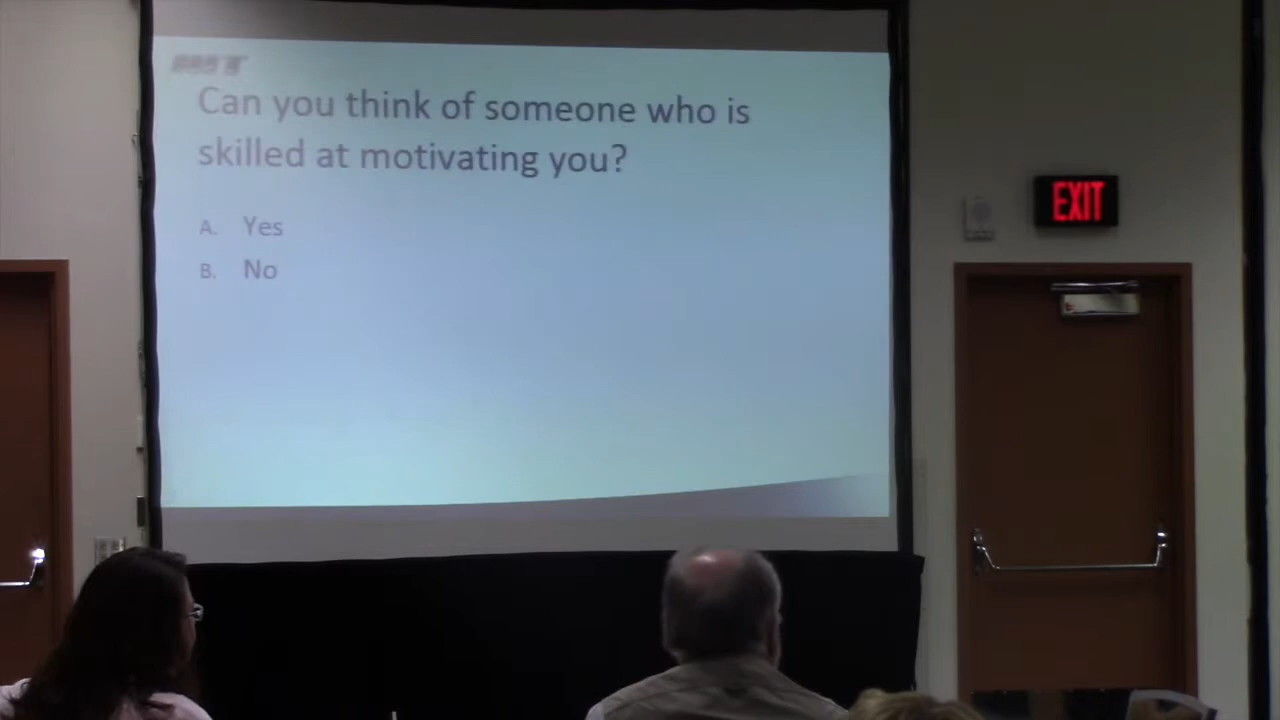 Can you think of someone who is
skilled at motivating you?
A. Yes
B. No
EXIT